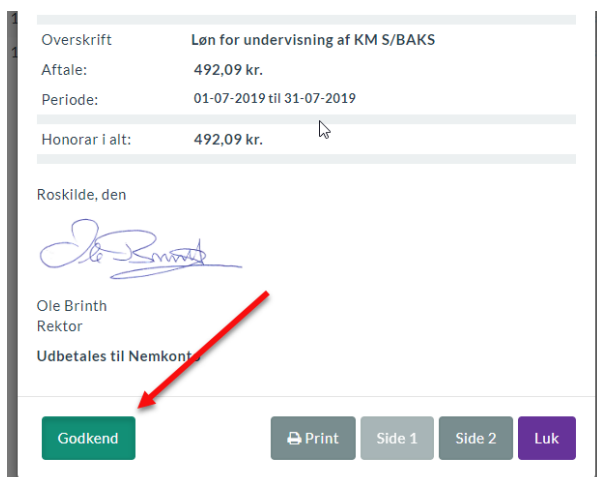 Overskrift Løn for undervisning af KM S/BAKS
Aftale: 492,09 kr.
Periode: 01-07-2019 til 31-07-2019
Honorar i alt: 492,09 kr.
Roskilde, den
Ole Brinth
Rektor
Udbetales til Nemkonto
Godkend Print Side 1 Side 2 Luk